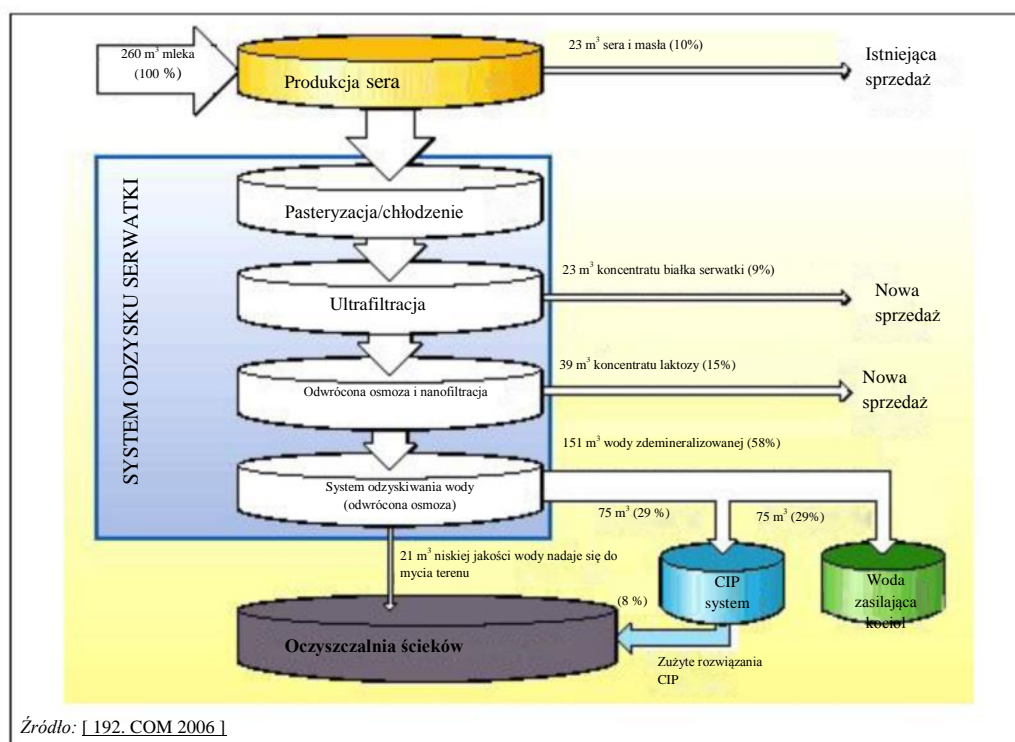 260 m³ mleka
(100 %)
Produkcja sera
23 m³ sera i masła (10%)
Istniejąca
sprzedaż
SYSTEM ODZYSKU SERWATKI
Pasteryzacja/chłodzenie
Ultrafiltracja
23 m³ koncentratu białka serwatki (9%)
Nowa
sprzedaż
Odwrócona osmoza i nanofiltracja
39 m³ koncentratu laktozy (15%)
Nowa
sprzedaż
151 m³ wody zdemineralizowanej (58%)
System odzyskiwania wody
(odwrócona osmoza)
75 m³ (29 %)
75 m³ (29%)
21 m³ niskiej jakości wody nadaje się do
mycia terenu
CIP
system
Woda
zasilająca
kocioł
(8 %)
Oczyszczalnia ścieków
Zużyte rozwiązania
CIP
Źródło: [ 192. COM 2006 ]